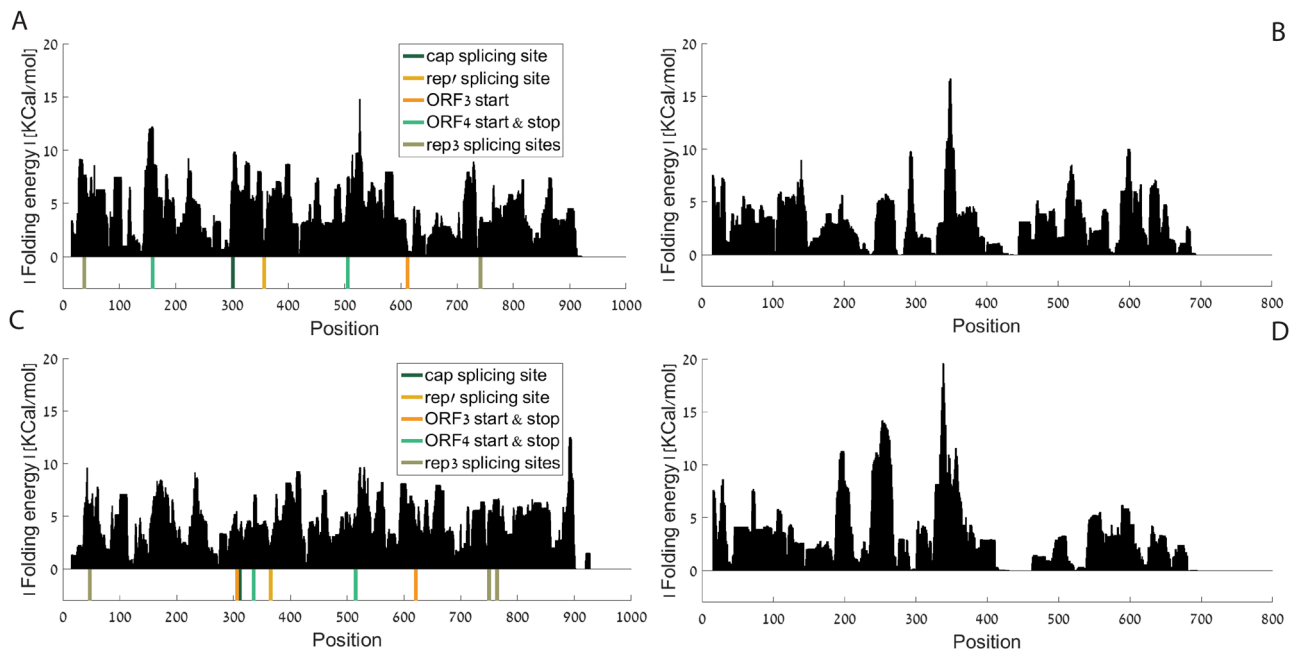 A
| Folding energy | [KCal/mol]
20
15
10
5
0
cap splicing site
rep′ splicing site
ORF3 start
ORF4 start & stop
rep3 splicing sites
0 100 200 300 400 500 600 700 800 900 1000
Position
B
| Folding energy | [KCal/mol]
20
15
10
5
0
0 100 200 300 400 500 600 700 800
Position
C
| Folding energy | [KCal/mol]
20
15
10
5
0
cap splicing site
rep′ splicing site
ORF3 start & stop
ORF4 start & stop
rep3 splicing sites
0 100 200 300 400 500 600 700 800 900 1000
Position
D
| Folding energy | [KCal/mol]
20
15
10
5
0
0 100 200 300 400 500 600 700 800
Position